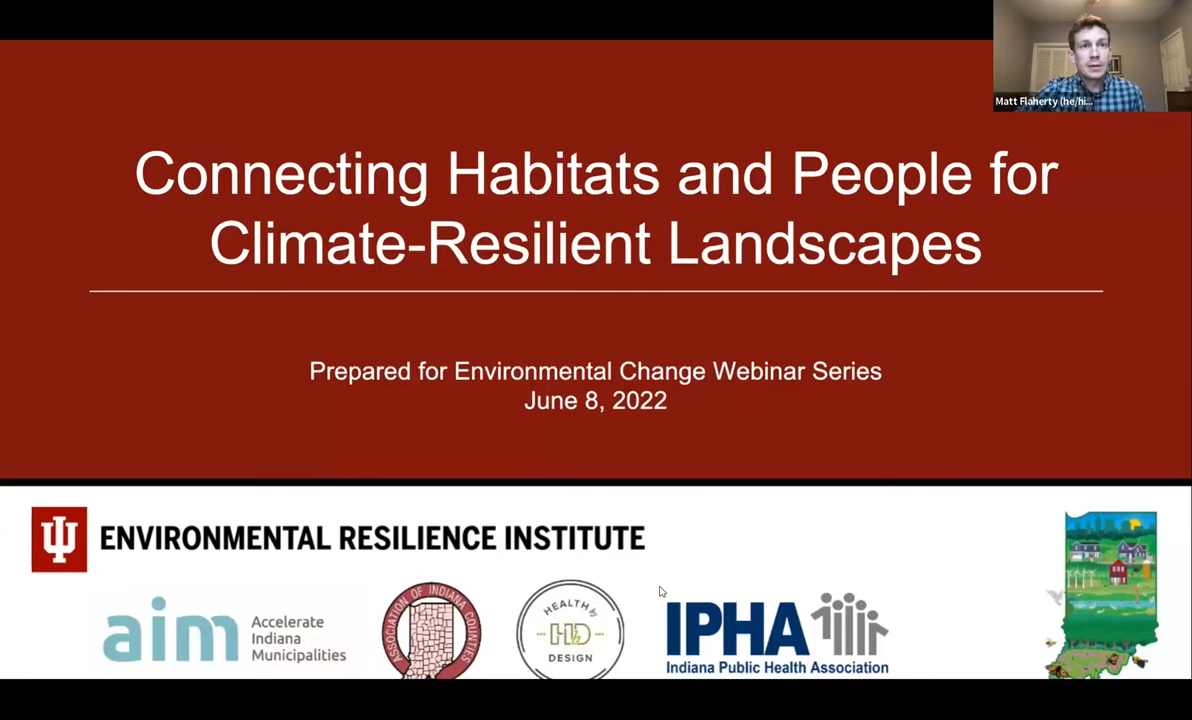 Matt Flaherty (he/hi...
Connecting Habitats and People for
Climate-Resilient Landscapes
Prepared for Environmental Change Webinar Series
June 8, 2022
ENVIRONMENTAL RESILIENCE INSTITUTE
aim
Accelerate
Indiana
Municipalities
ASSOCIATION OF INDIANA COUNTIES
HEALTH by
HbD
DESIGN
IPHA
Indiana Public Health Association